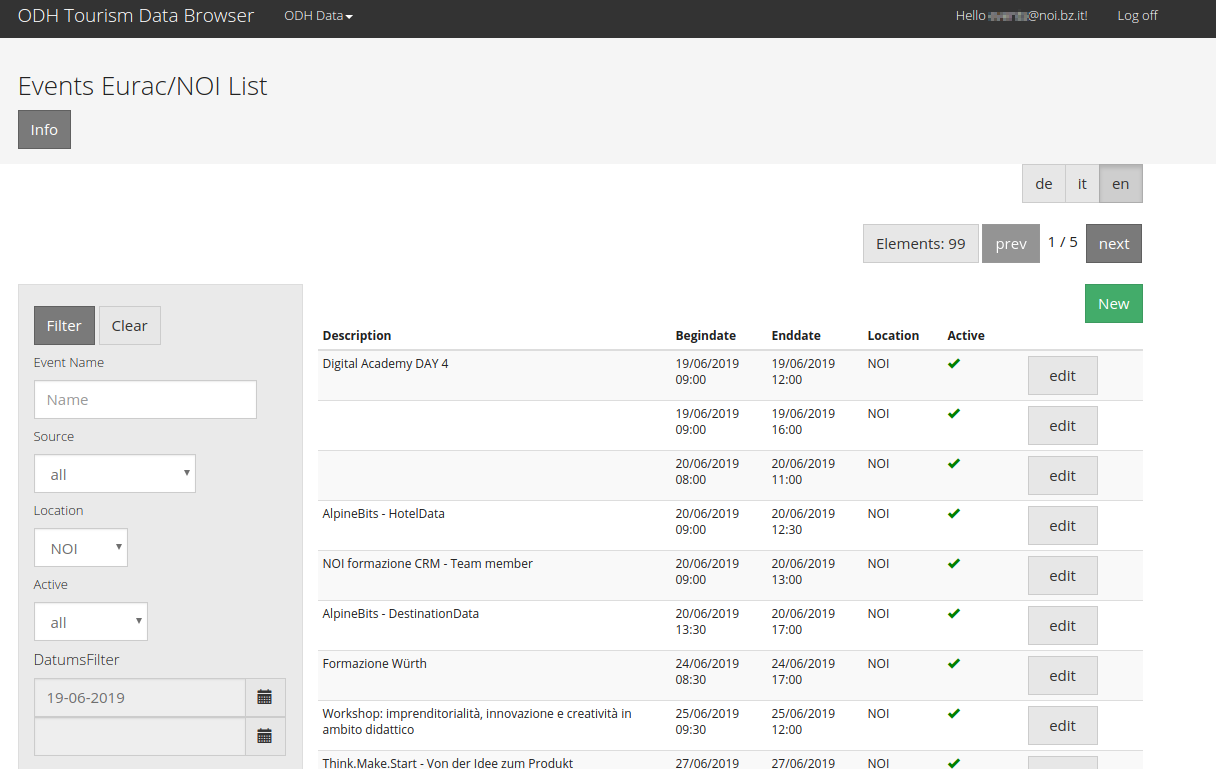 ODH Tourism Data Browser ODH Data Hello @noi.bz.it! Log off
Events Eurac/NOI List
Info
de it en
Elements: 99 prev 1 / 5 next
New
Filter Clear
Event Name
Name
Source
all
Location
NOI
Active
all
DatumsFilter
19-06-2019
Description Begindate Enddate Location Active
Digital Academy DAY 4 19/06/2019 19/06/2019 NOI edit
09:00 12:00
19/06/2019 19/06/2019 NOI edit
09:00 16:00
20/06/2019 20/06/2019 NOI edit
08:00 11:00
AlpineBits - HotelData 20/06/2019 20/06/2019 NOI edit
09:00 12:30
NOI formazione CRM - Team member 20/06/2019 20/06/2019 NOI edit
09:00 13:00
AlpineBits - DestinationData 20/06/2019 20/06/2019 NOI edit
13:30 17:00
Formazione Würth 24/06/2019 24/06/2019 NOI edit
08:30 17:00
Workshop: imprenditorialità, innovazione e creatività in 25/06/2019 25/06/2019 NOI edit
ambito didattico 09:30 12:00
Think.Make.Start - Von der Idee zum Produkt 27/06/2019 27/06/2019 NOI